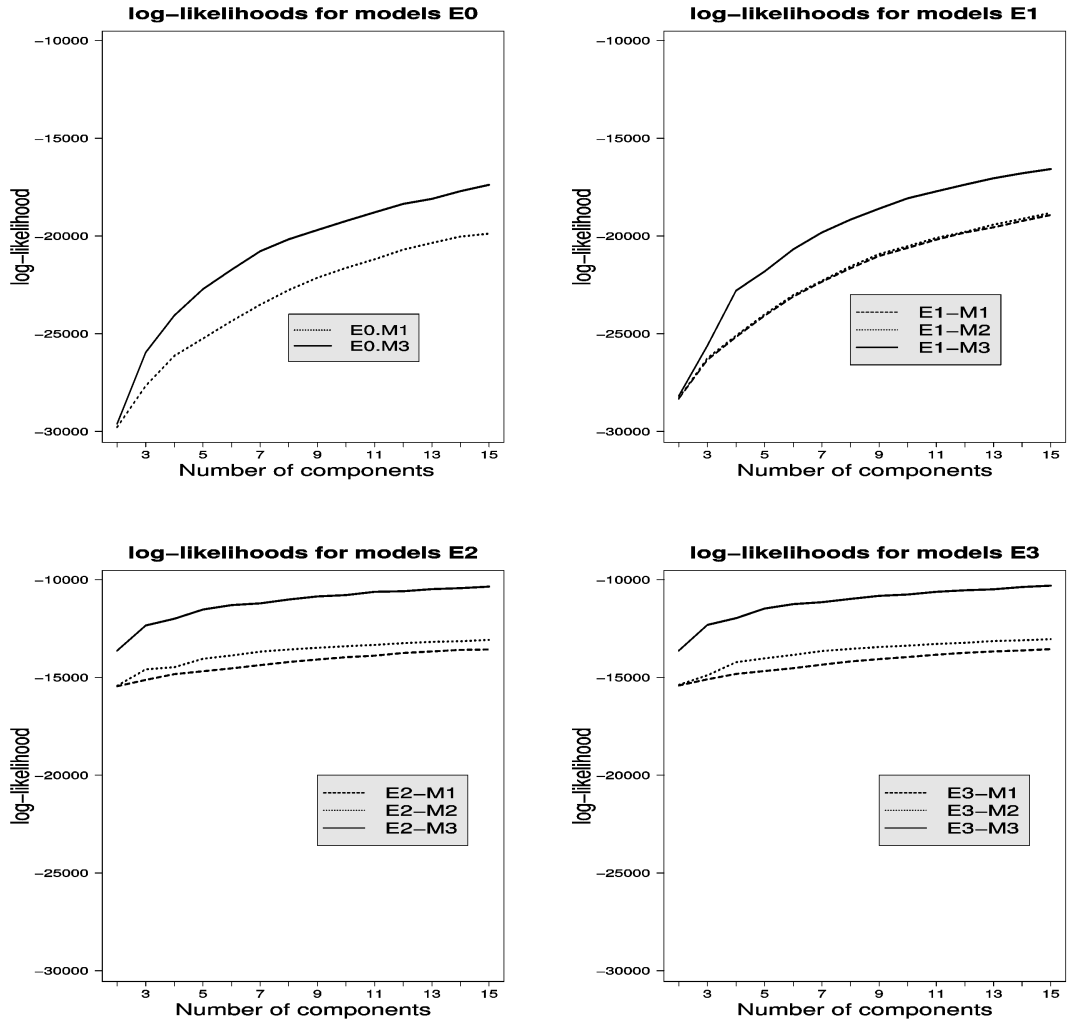 log−likelihoods for models E0
−10000
−15000
−20000
−25000
−30000
log−likelihood
E0.M1
E0.M3
3 5 7 9 11 13 15
Number of components
log−likelihoods for models E1
−10000
−15000
−20000
−25000
−30000
log−likelihood
E1−M1
E1−M2
E1−M3
3 5 7 9 11 13 15
Number of components
log−likelihoods for models E2
−10000
−15000
−20000
−25000
−30000
log−likelihood
E2−M1
E2−M2
E2−M3
3 5 7 9 11 13 15
Number of components
log−likelihoods for models E3
−10000
−15000
−20000
−25000
−30000
log−likelihood
E3−M1
E3−M2
E3−M3
3 5 7 9 11 13 15
Number of components